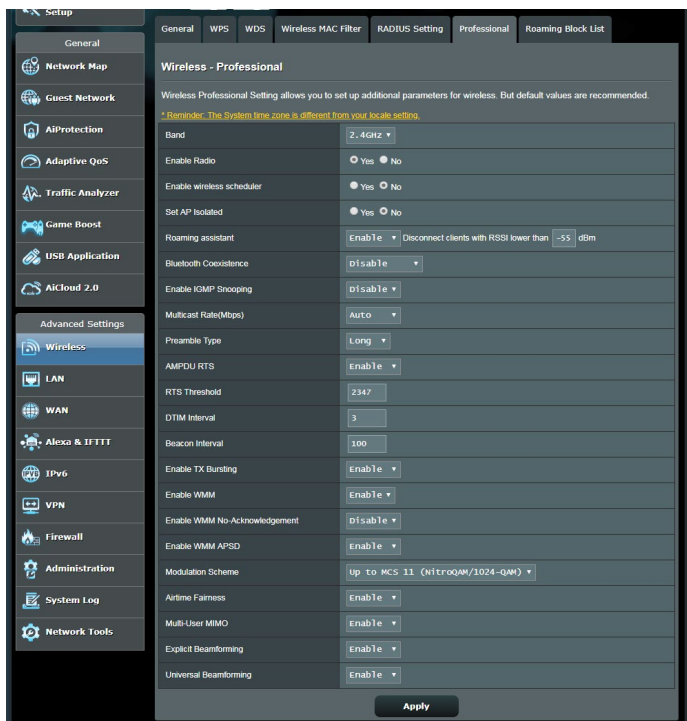 Setup
General
Network Map
Guest Network
AiProtection
Adaptive QoS
Traffic Analyzer
Game Boost
USB Application
AiCloud 2.0
Advanced Settings
Wireless
LAN
WAN
Alexa & IFTTT
IPv6
VPN
Firewall
Administration
System Log
Network Tools
General WPS WDS Wireless MAC Filter RADIUS Setting Professional Roaming Block List
Wireless - Professional
Wireless Professional Setting allows you to set up additional parameters for wireless. But default values are recommended.
* Reminder: The System time zone is different from your locale setting.
Band 2.4GHz
Enable Radio Yes No
Enable wireless scheduler Yes No
Set AP Isolated Yes No
Roaming assistant Enable Disconnect clients with RSSI lower than -55 dBm
Bluetooth Coexistence Disable
Enable IGMP Snooping Disable
Multicast Rate(Mbps) Auto
Preamble Type Long
AMPDU RTS Enable
RTS Threshold 2347
DTIM Interval 3
Beacon Interval 100
Enable TX Bursting Enable
Enable WMM Enable
Enable WMM No-Acknowledgement Disable
Enable WMM APSD Enable
Modulation Scheme Up to MCS 11 (NitroQAM/1024-QAM)
Airtime Fairness Enable
Multi-User MIMO Enable
Explicit Beamforming Enable
Universal Beamforming Enable
Apply